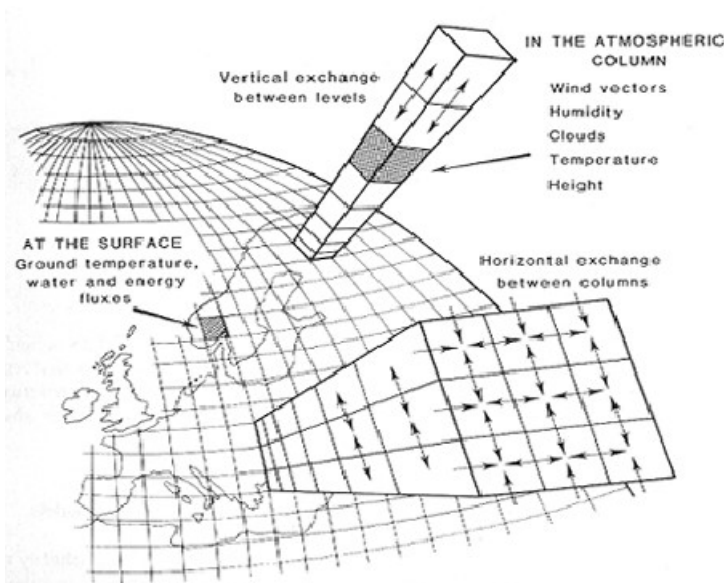 IN THE ATMOSPHERIC
COLUMN
Wind vectors
Humidity
Clouds
Temperature
Height
Vertical exchange
between levels
AT THE SURFACE
Ground temperature,
water and energy
fluxes
Horizontal exchange
between columns